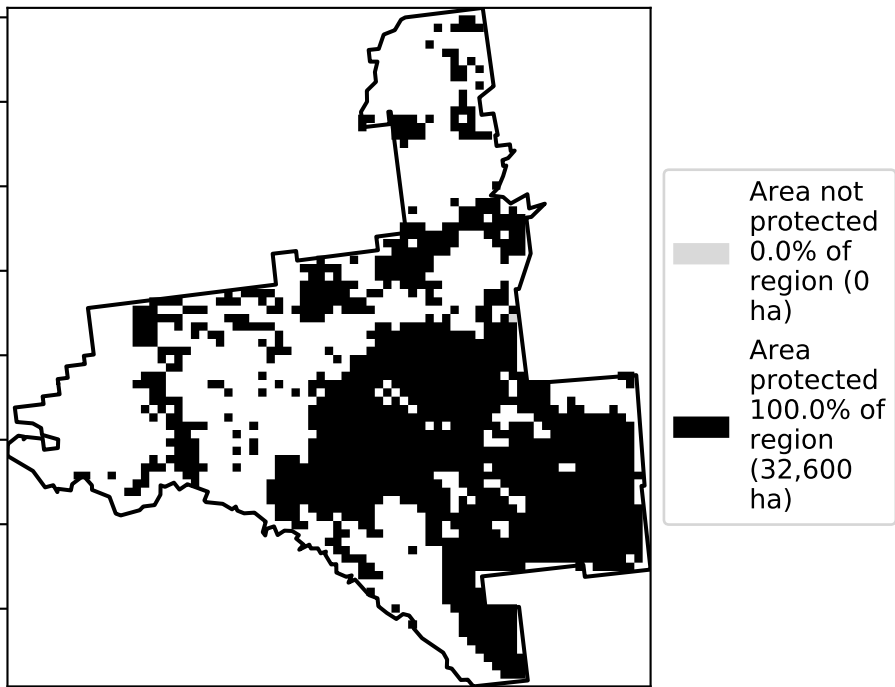 Area not
protected
0.0% of
region (0
ha)
Area
protected
100.0% of
region
(32,600
ha)